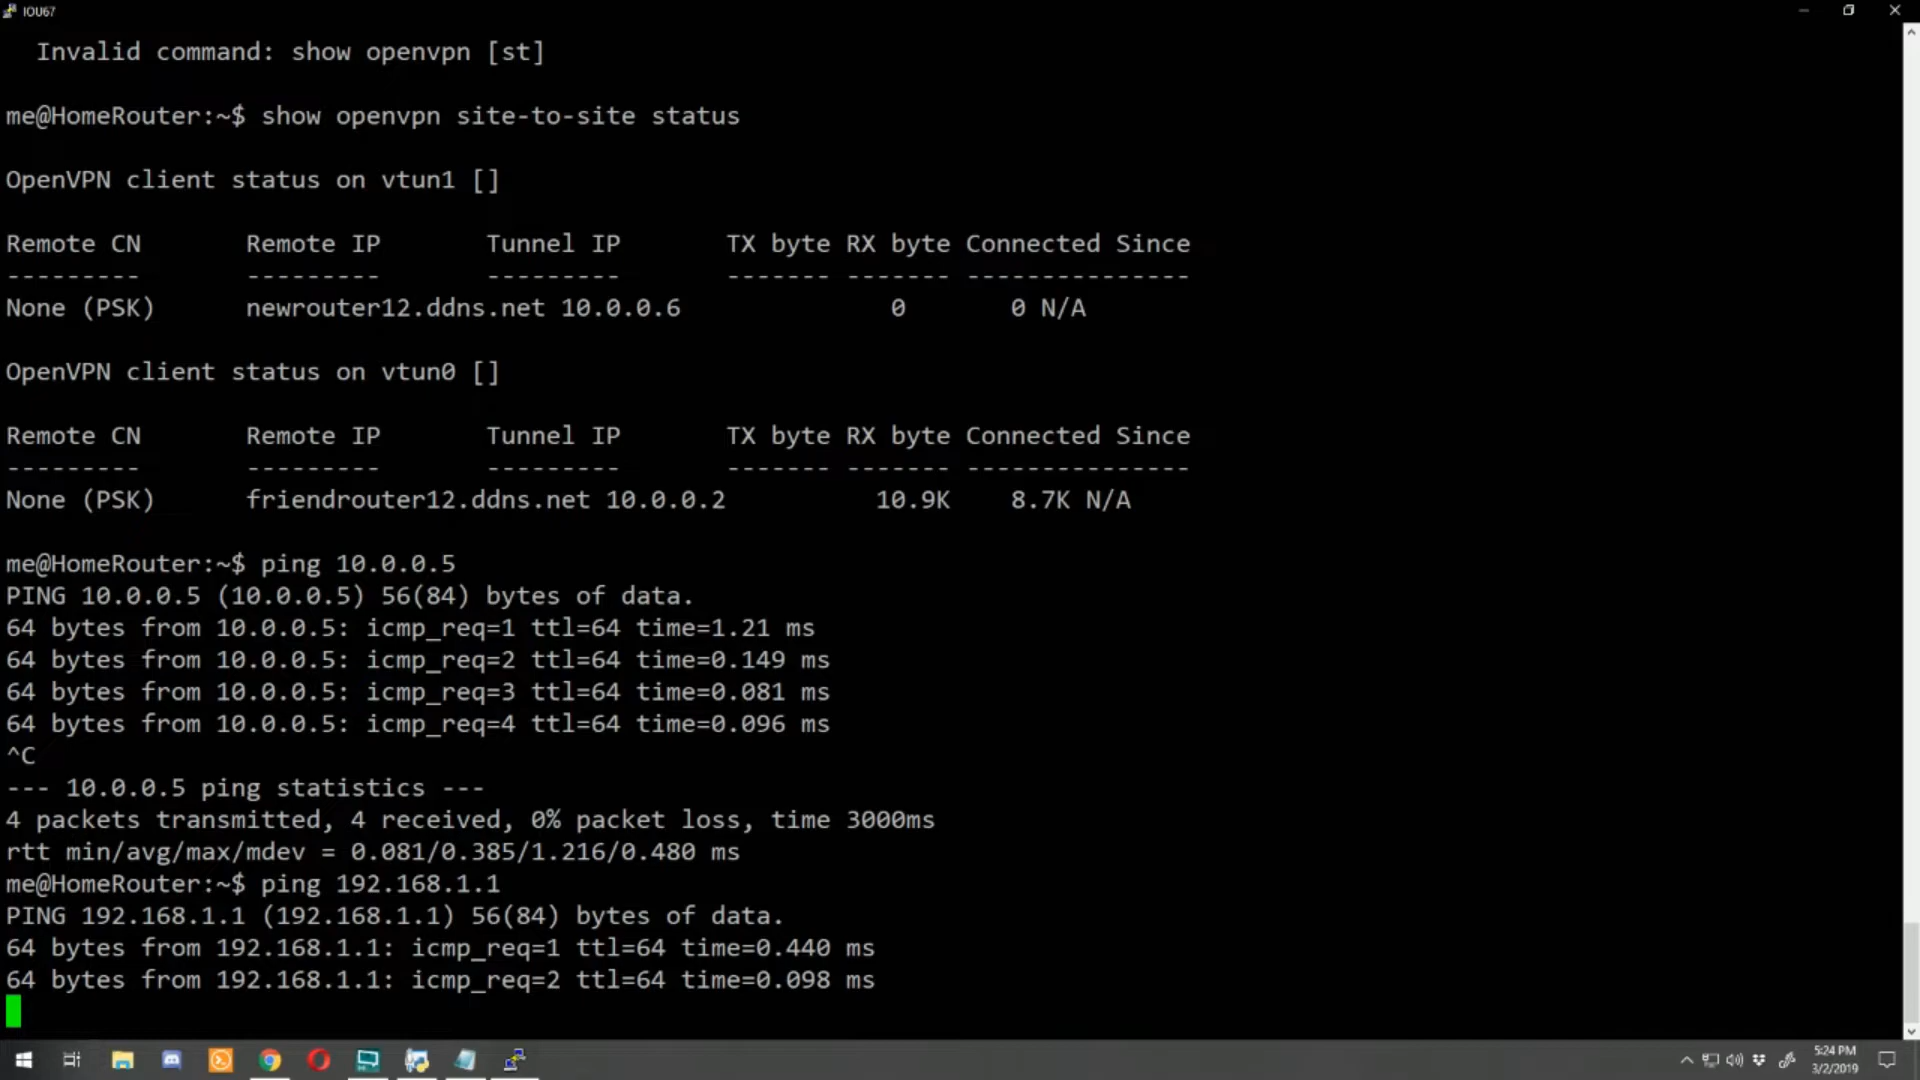 IOU67
Invalid command: show openvpn [st]
me@HomeRouter:~$ show openvpn site-to-site status
OpenVPN client status on vtun1 []
Remote CN       Remote IP       Tunnel IP       TX byte RX byte Connected Since
---------       ---------       ---------       ------- ------- ---------------
None (PSK)      newrouter12.ddns.net 10.0.0.6              0       0 N/A
OpenVPN client status on vtun0 []
Remote CN       Remote IP       Tunnel IP       TX byte RX byte Connected Since
---------       ---------       ---------       ------- ------- ---------------
None (PSK)      friendrouter12.ddns.net 10.0.0.2          10.9K    8.7K N/A
me@HomeRouter:~$ ping 10.0.0.5
PING 10.0.0.5 (10.0.0.5) 56(84) bytes of data.
64 bytes from 10.0.0.5: icmp_req=1 ttl=64 time=1.21 ms
64 bytes from 10.0.0.5: icmp_req=2 ttl=64 time=0.149 ms
64 bytes from 10.0.0.5: icmp_req=3 ttl=64 time=0.081 ms
64 bytes from 10.0.0.5: icmp_req=4 ttl=64 time=0.096 ms
^C
--- 10.0.0.5 ping statistics ---
4 packets transmitted, 4 received, 0% packet loss, time 3000ms
rtt min/avg/max/mdev = 0.081/0.385/1.216/0.480 ms
me@HomeRouter:~$ ping 192.168.1.1
PING 192.168.1.1 (192.168.1.1) 56(84) bytes of data.
64 bytes from 192.168.1.1: icmp_req=1 ttl=64 time=0.440 ms
64 bytes from 192.168.1.1: icmp_req=2 ttl=64 time=0.098 ms
5:24 PM
3/2/2019